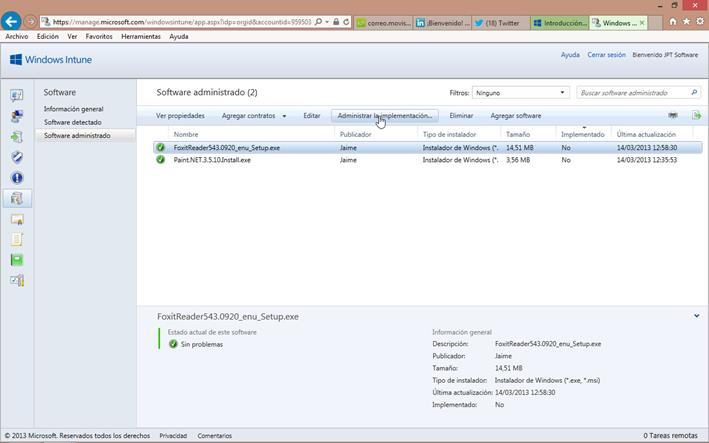 https://manage.microsoft.com/windowsintune/app.aspx?idp=orgid&accountid=959503
correo.movis...
¡Bienvenido! ...
(18) Twitter
Introducción...
Windows ...
Archivo Edición Ver Favoritos Herramientas Ayuda
Windows Intune
Ayuda Cerrar sesión Bienvenido JPT Software
Software
Información general
Software detectado
Software administrado
Software administrado (2)
Filtros: Ninguno
Buscar software administrado
Ver propiedades Agregar contratos Editar Administrar la implementación... Eliminar Agregar software
Nombre Publicador Tipo de instalador Tamaño Implementado Última actualización
FoxitReader543.0920_enu_Setup.exe Jaime Instalador de Windows (*. 14,51 MB No 14/03/2013 12:58:30
Paint.NET.3.5.10.Install.exe Jaime Instalador de Windows (*. 3,56 MB No 14/03/2013 12:35:53
FoxitReader543.0920_enu_Setup.exe
Estado actual de este software
Sin problemas
Información general
Descripción: FoxitReader543.0920_enu_Setup.exe
Publicador: Jaime
Tamaño: 14,51 MB
Tipo de instalador: Instalador de Windows (*.exe, *.msi)
Última actualización: 14/03/2013 12:58:30
Implementado: No
© 2013 Microsoft. Reservados todos los derechos Privacidad Comentarios 0 Tareas remotas